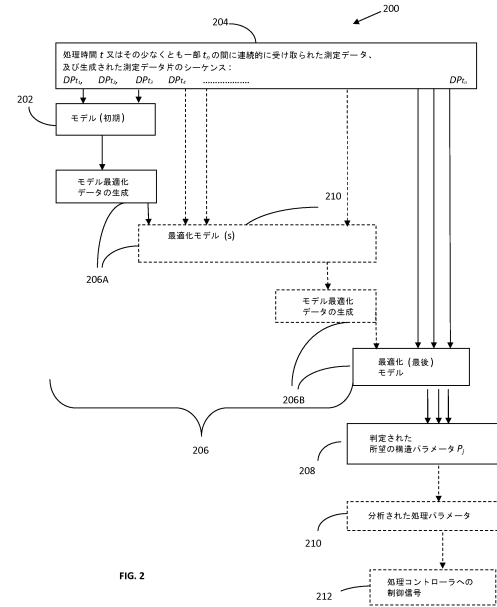 200
204
処理時間 t 又はその少なくとも一部 t₀ の間に連続的に受け取られた測定データ、
及び生成された測定データ片のシーケンス：
202
モデル (初期)
モデル最適化
データの生成
210
最適化モデル (s)
206A
モデル最適化
データの生成
最適化 (最後)
モデル
206B
206
判定された
所望の構造パラメータ Pⱼ
208
分析された処理パラメータ
210
処理コントローラへの
制御信号
212
FIG. 2